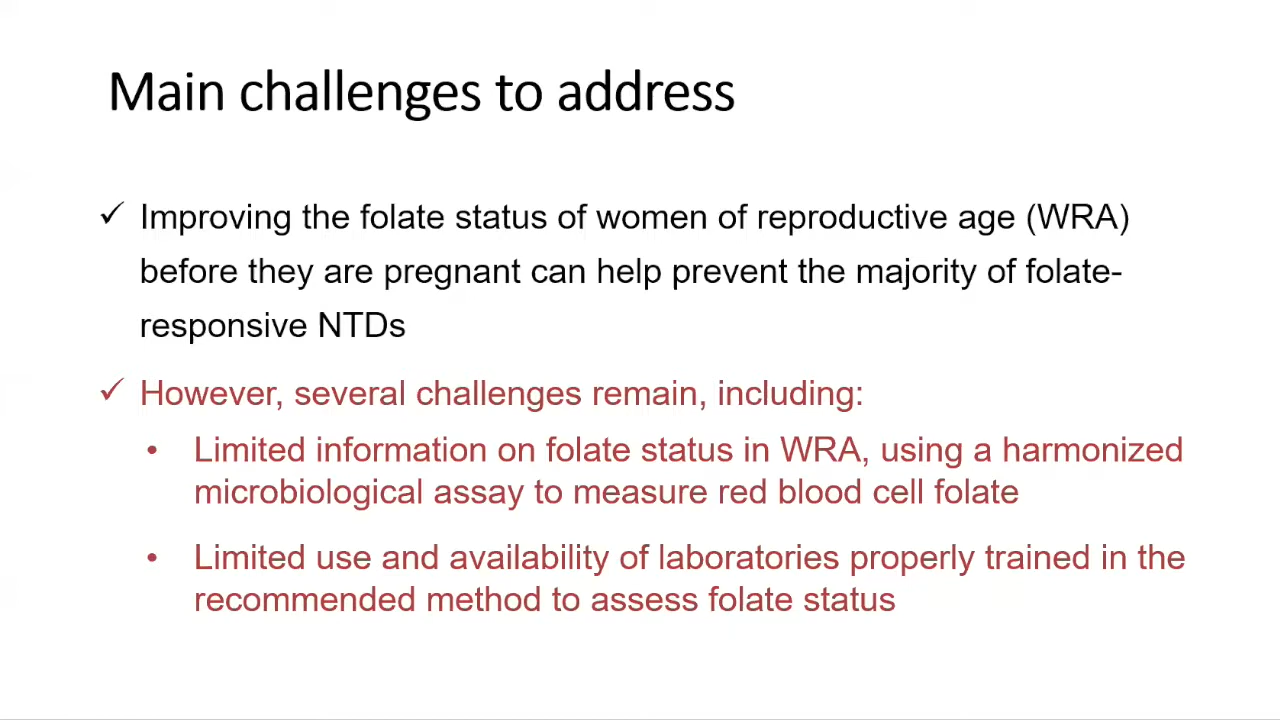 Main challenges to address
✓ Improving the folate status of women of reproductive age (WRA)
before they are pregnant can help prevent the majority of folate-
responsive NTDs
✓ However, several challenges remain, including:
• Limited information on folate status in WRA, using a harmonized
microbiological assay to measure red blood cell folate
• Limited use and availability of laboratories properly trained in the
recommended method to assess folate status